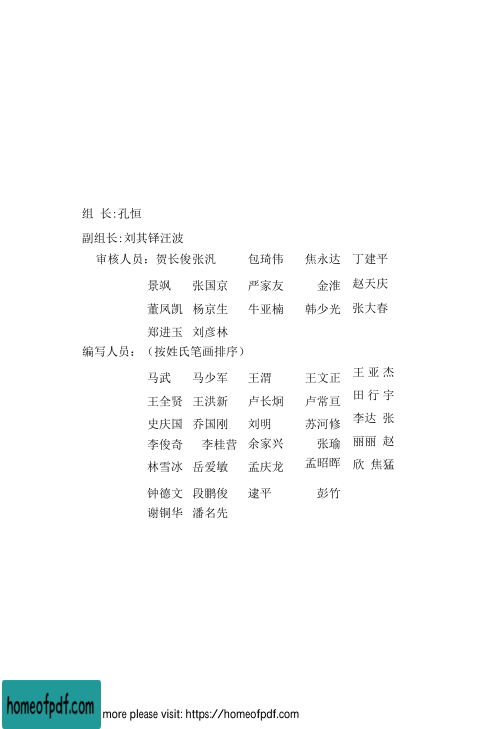 组 长:孔恒
副组长:刘其铎汪波
审核人员：贺长俊张汎 包琦伟 焦永达 丁建平
景飒 张国京 严家友 金淮 赵天庆
董凤凯 杨京生 牛亚楠 韩少光 张大春
郑进玉 刘彦林
编写人员：（按姓氏笔画排序）
马武 马少军 王渭 王文正 王 亚 杰
王全贤 王洪新 卢长炯 卢常亘 田 行 宇
史庆国 乔国刚 刘明 苏河修 李达 张
李俊奇 李桂营 余家兴 张瑜 丽丽 赵
林雪冰 岳爱敏 孟庆龙 孟昭晖 欣 焦猛
钟德文 段鹏俊 逮平 彭竹
谢铜华 潘名先
homeofpdf.com more please visit: https://homeofpdf.com